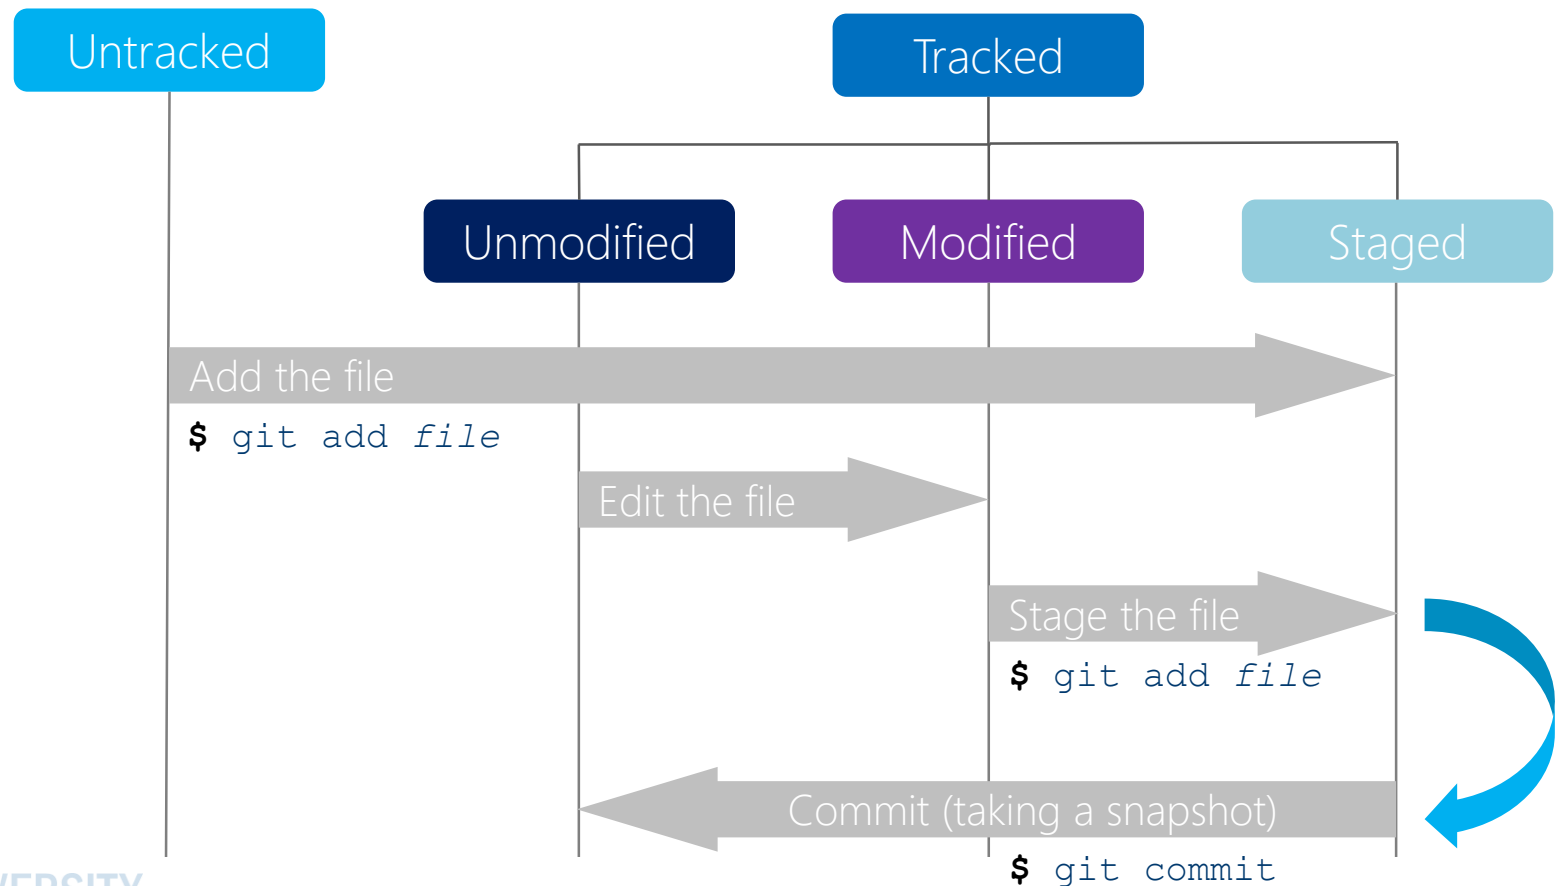 Untracked
Tracked
Unmodified
Modified
Staged
Add the file
$ git add file
Edit the file
Stage the file
$ git add file
Commit (taking a snapshot)
$ git commit